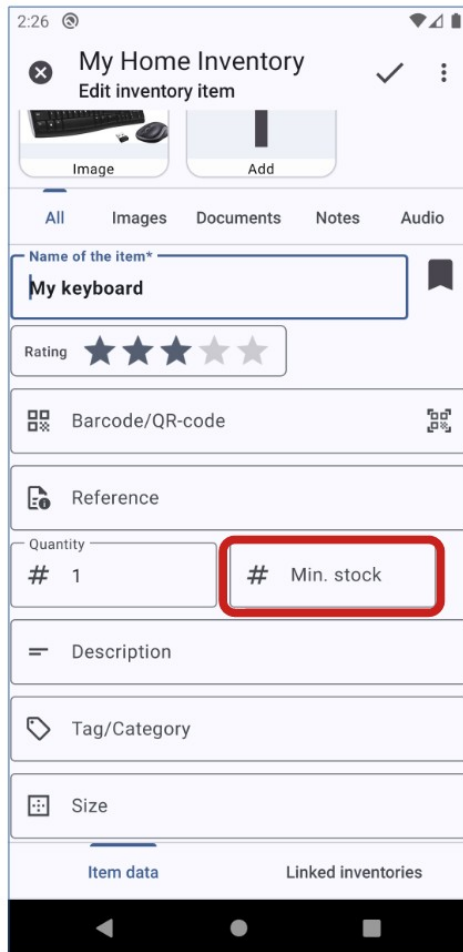 2:26
My Home Inventory
Edit inventory item
Image Add
All Images Documents Notes Audio
Name of the item*
My keyboard
Rating
Barcode/QR-code
Reference
Quantity
# 1 # Min. stock
Description
Tag/Category
Size
Item data Linked inventories